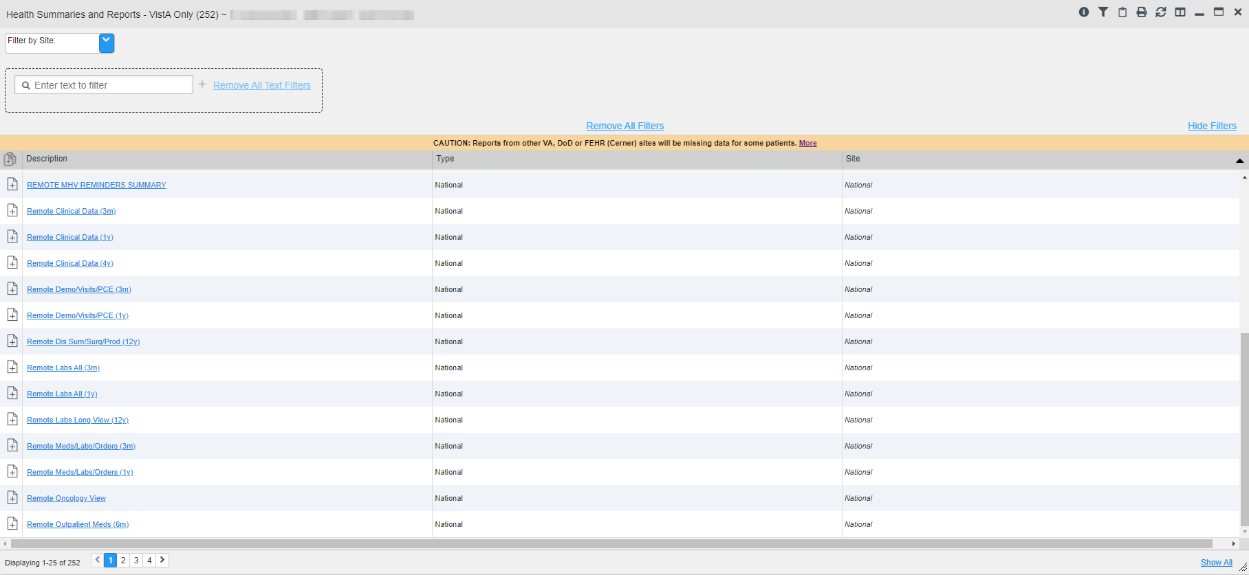 Health Summaries and Reports - VistA Only (252) ~
Filter by Site:
Enter text to filter
+ Remove All Text Filters
Remove All Filters
Hide Filters
CAUTION: Reports from other VA, DoD or FEHR (Cerner) sites will be missing data for some patients. More
Description Type Site
REMOTE MHV REMINDERS SUMMARY National National
Remote Clinical Data (3m) National National
Remote Clinical Data (1y) National National
Remote Clinical Data (4y) National National
Remote Demo/Visits/PCE (3m) National National
Remote Demo/Visits/PCE (1y) National National
Remote Dis Sum/Surg/Prod (12y) National National
Remote Labs All (3m) National National
Remote Labs All (1y) National National
Remote Labs Long View (12y) National National
Remote Meds/Labs/Orders (3m) National National
Remote Meds/Labs/Orders (1y) National National
Remote Oncology View National National
Remote Outpatient Meds (6m) National National
Displaying 1-25 of 252 < 1 2 3 4 > Show All